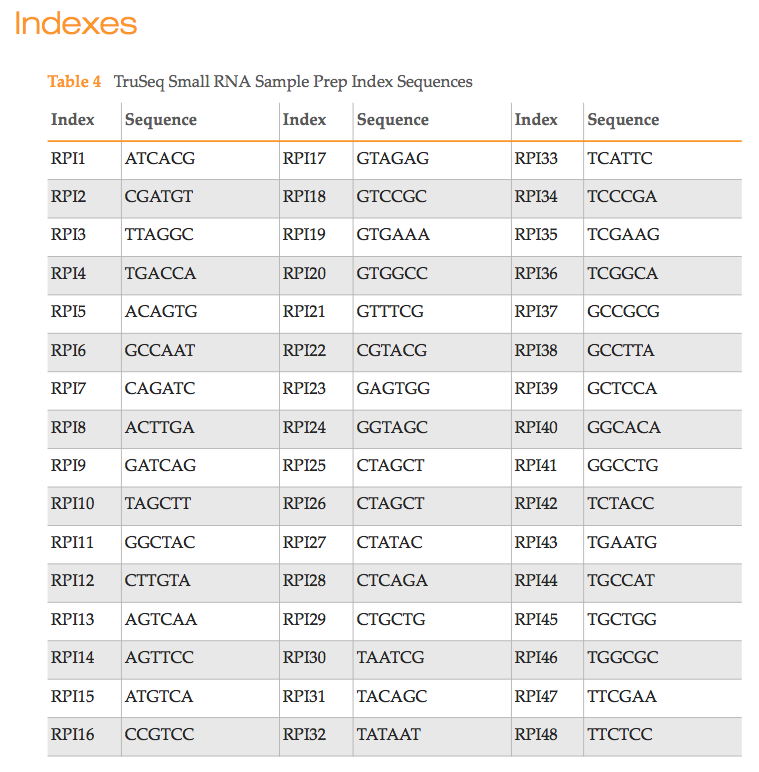 Indexes
Table 4 TruSeq Small RNA Sample Prep Index Sequences
Index Sequence Index Sequence Index Sequence
RPI1 ATCACG RPI17 GTAGAG RPI33 TCATTC
RPI2 CGATGT RPI18 GTCCGC RPI34 TCCCGA
RPI3 TTAGGC RPI19 GTGAAA RPI35 TCGAAG
RPI4 TGACCA RPI20 GTGGCC RPI36 TCGGCA
RPI5 ACAGTG RPI21 GTTTCG RPI37 GCCGCG
RPI6 GCCAAT RPI22 CGTACG RPI38 GCCTTA
RPI7 CAGATC RPI23 GAGTGG RPI39 GCTCCA
RPI8 ACTTGA RPI24 GGTAGC RPI40 GGCACA
RPI9 GATCAG RPI25 CTAGCT RPI41 GGCCTG
RPI10 TAGCTT RPI26 CTAGCT RPI42 TCTACC
RPI11 GGCTAC RPI27 CTATAC RPI43 TGAATG
RPI12 CTTGTA RPI28 CTCAGA RPI44 TGCCAT
RPI13 AGTCAA RPI29 CTGCTG RPI45 TGCTGG
RPI14 AGTTCC RPI30 TAATCG RPI46 TGGCGC
RPI15 ATGTCA RPI31 TACAGC RPI47 TTCGAA
RPI16 CCGTCC RPI32 TATAAT RPI48 TTCTCC